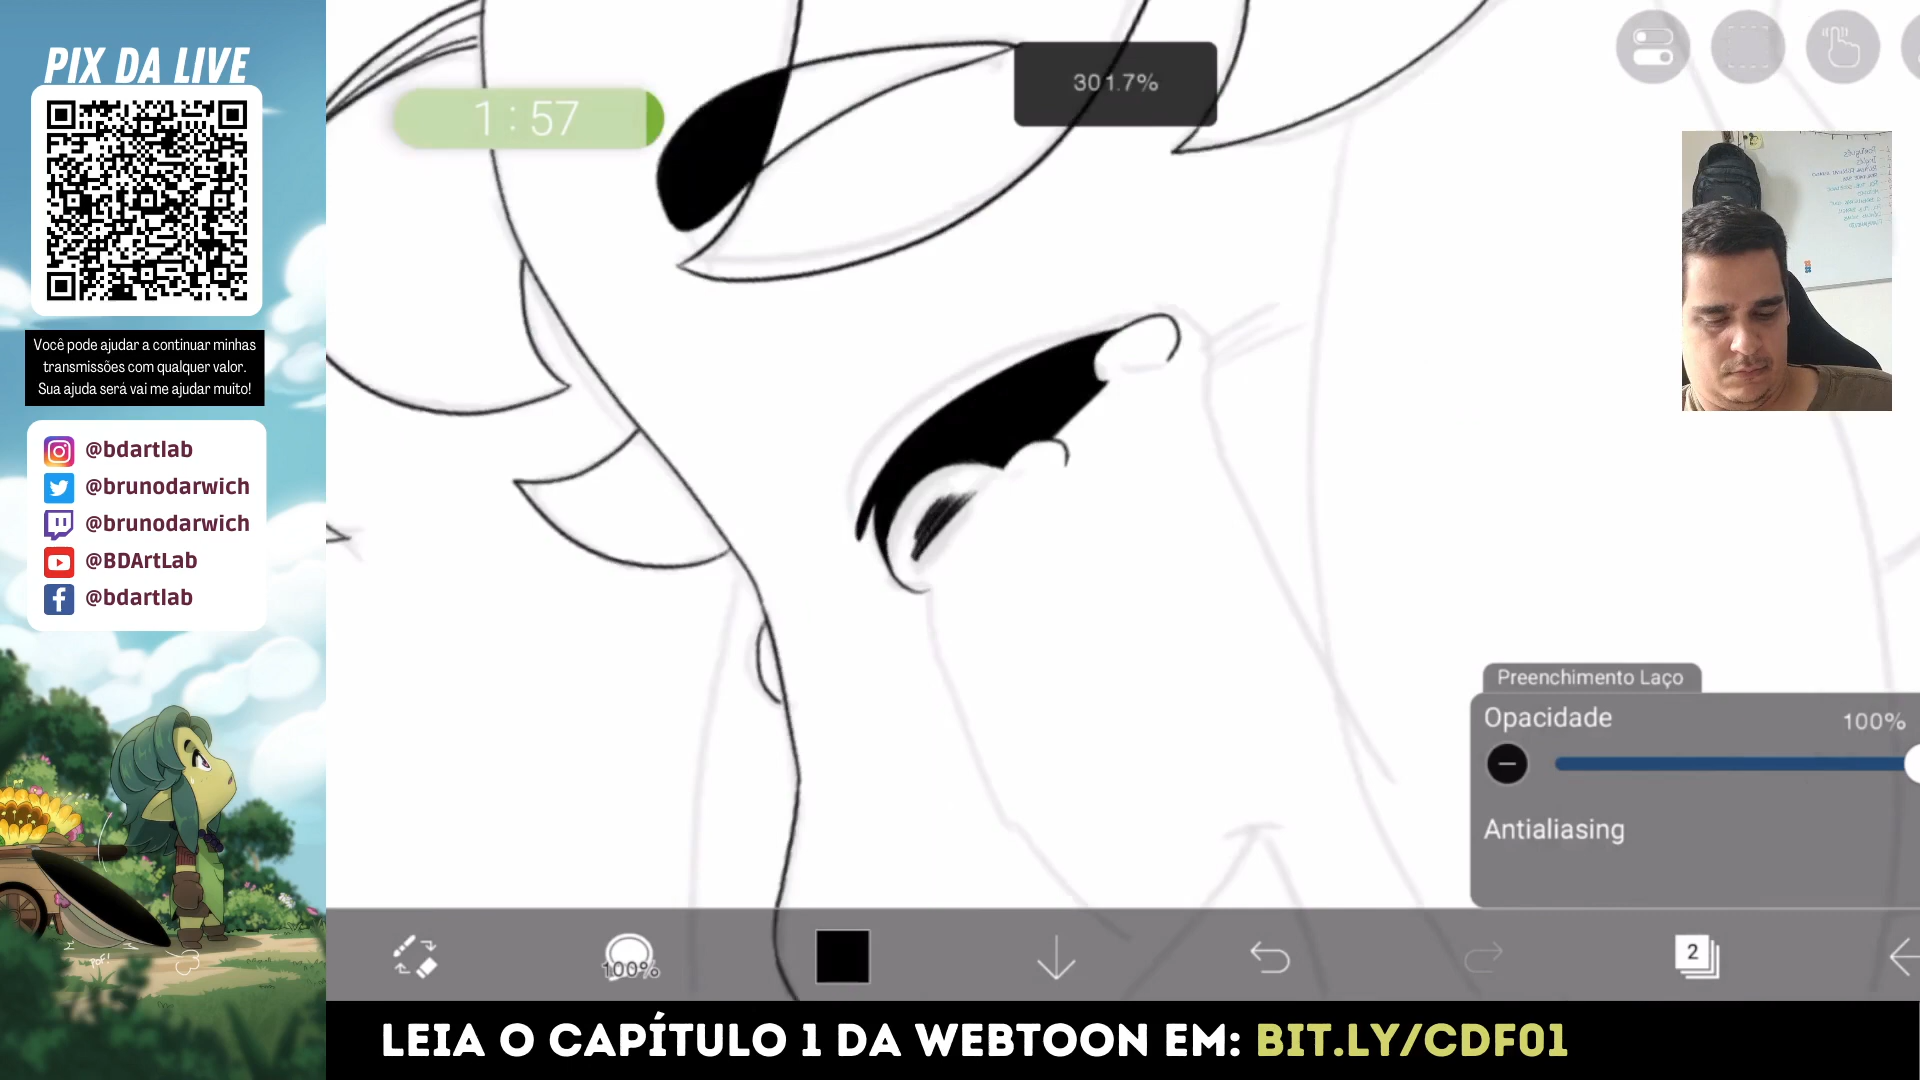 PIX DA LIVE
Você pode ajudar a continuar minhas
transmissões com qualquer valor.
Sua ajuda será vai me ajudar muito!
@bdartlab
@brunodarwich
@brunodarwich
@BDArtLab
@bdartlab
POF!
1:57
301.7%
Preenchimento Laço
Opacidade
100%
Antialiasing
100%
2
LEIA O CAPÍTULO 1 DA WEBTOON EM: BIT.LY/CDF01